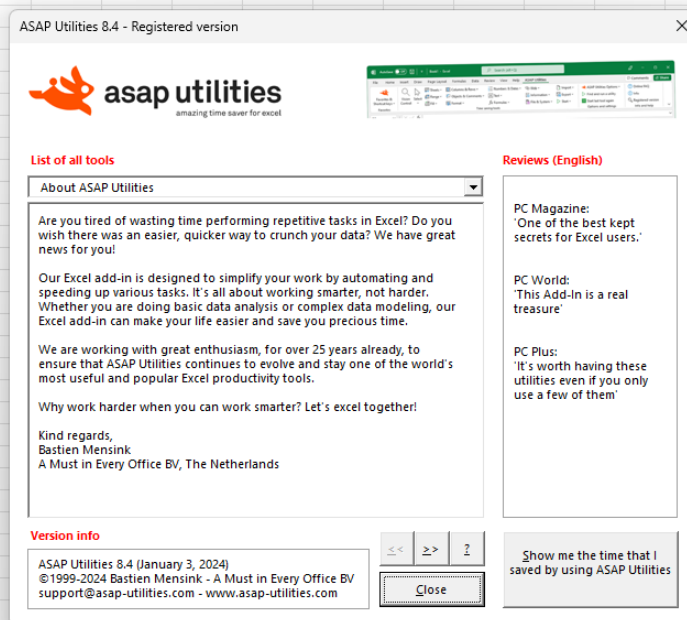 ASAP Utilities 8.4 - Registered version
asap utilities
amazing time saver for excel
List of all tools
About ASAP Utilities
Are you tired of wasting time performing repetitive tasks in Excel? Do you
wish there was an easier, quicker way to crunch your data? We have great
news for you!
Our Excel add-in is designed to simplify your work by automating and
speeding up various tasks. It's all about working smarter, not harder.
Whether you are doing basic data analysis or complex data modeling, our
Excel add-in can make your life easier and save you precious time.
We are working with great enthusiasm, for over 25 years already, to
ensure that ASAP Utilities continues to evolve and stay one of the world's
most useful and popular Excel productivity tools.
Why work harder when you can work smarter? Let's excel together!
Kind regards,
Bastien Mensink
A Must in Every Office BV, The Netherlands
Reviews (English)
PC Magazine:
'One of the best kept
secrets for Excel users.'
PC World:
'This Add-In is a real
treasure'
PC Plus:
'It's worth having these
utilities even if you only
use a few of them'
Version info
ASAP Utilities 8.4 (January 3, 2024)
©1999-2024 Bastien Mensink - A Must in Every Office BV
support@asap-utilities.com - www.asap-utilities.com
<< >> ?
Close
Show me the time that I
saved by using ASAP Utilities